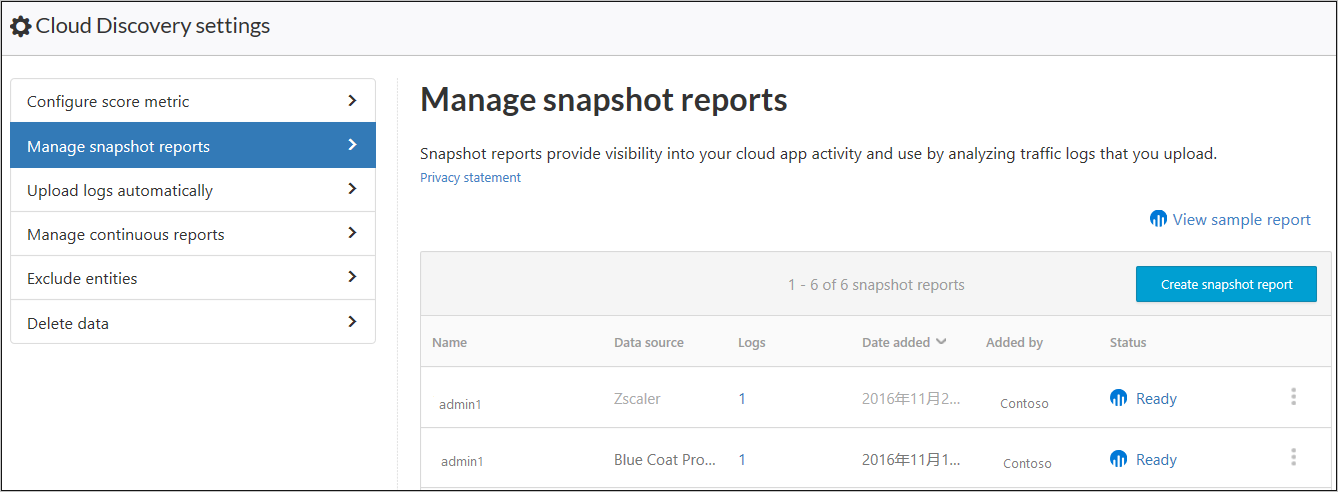 Cloud Discovery settings
Configure score metric
Manage snapshot reports
Upload logs automatically
Manage continuous reports
Exclude entities
Delete data
Manage snapshot reports
Snapshot reports provide visibility into your cloud app activity and use by analyzing traffic logs that you upload.
Privacy statement
View sample report
1 - 6 of 6 snapshot reports Create snapshot report
Name Data source Logs Date added Added by Status
admin1 Zscaler 1 2016年11月2... Contoso Ready
admin1 Blue Coat Pro... 1 2016年11月1... Contoso Ready